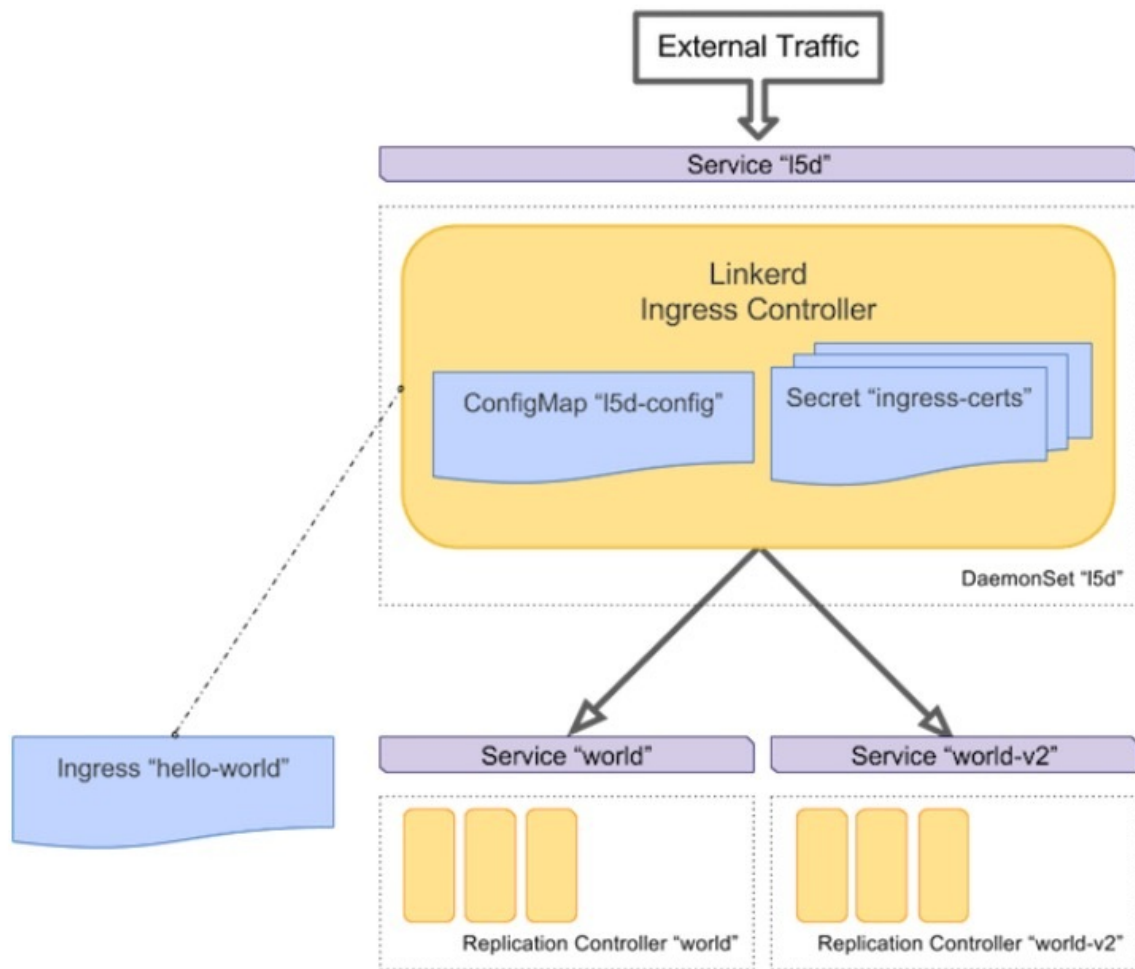 External Traffic
Service “l5d”
Linkerd
Ingress Controller
ConfigMap “l5d-config”
Secret “ingress-certs”
DaemonSet “l5d”
Ingress “hello-world”
Service “world”
Service “world-v2”
Replication Controller “world”
Replication Controller “world-v2”